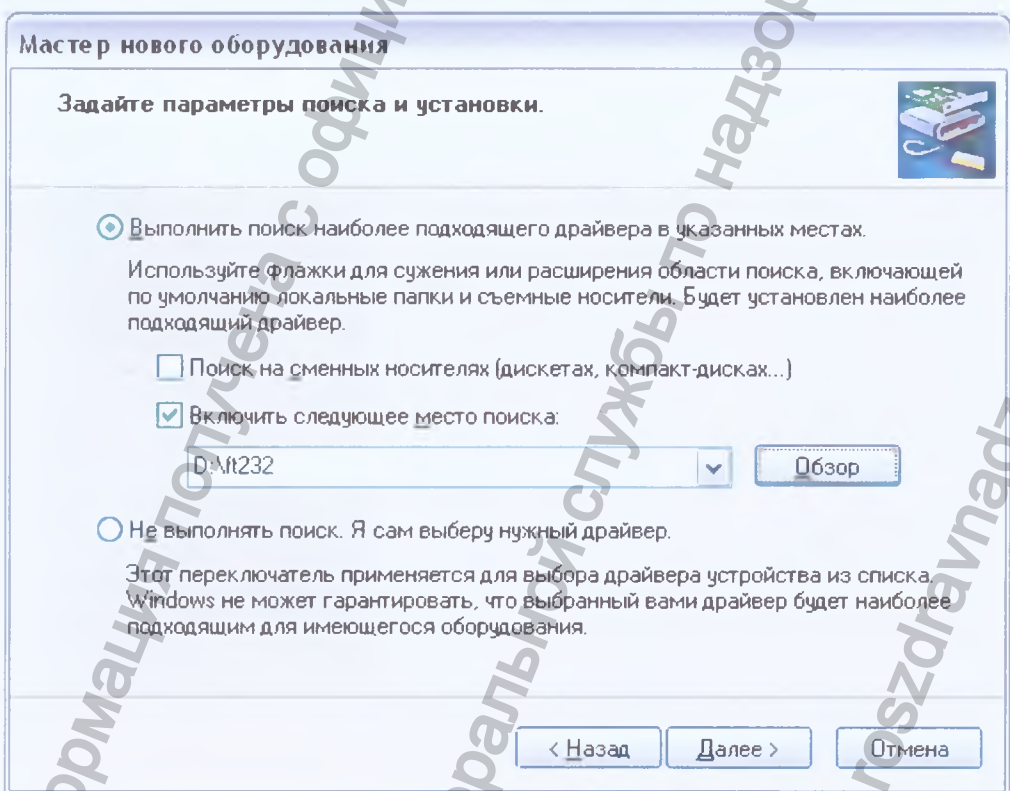 Мастер нового оборудования
Задайте параметры поиска и установки.
Выполнить поиск наиболее подходящего драйвера в указанных местах.
Используйте флажки для сужения или расширения области поиска, включающей
по умолчанию локальные папки и съемные носители. Будет установлен наиболее
подходящий драйвер.
Поиск на сменных носителях (дискетах, компакт-дисках...)
Включить следующее место поиска:
D:\ft232
Обзор
Не выполнять поиск. Я сам выберу нужный драйвер.
Этот переключатель применяется для выбора драйвера устройства из списка.
Windows не может гарантировать, что выбранный вами драйвер будет наиболее
подходящим для имеющегося оборудования.
< Назад
Далее >
Отмена
получена с
службы по